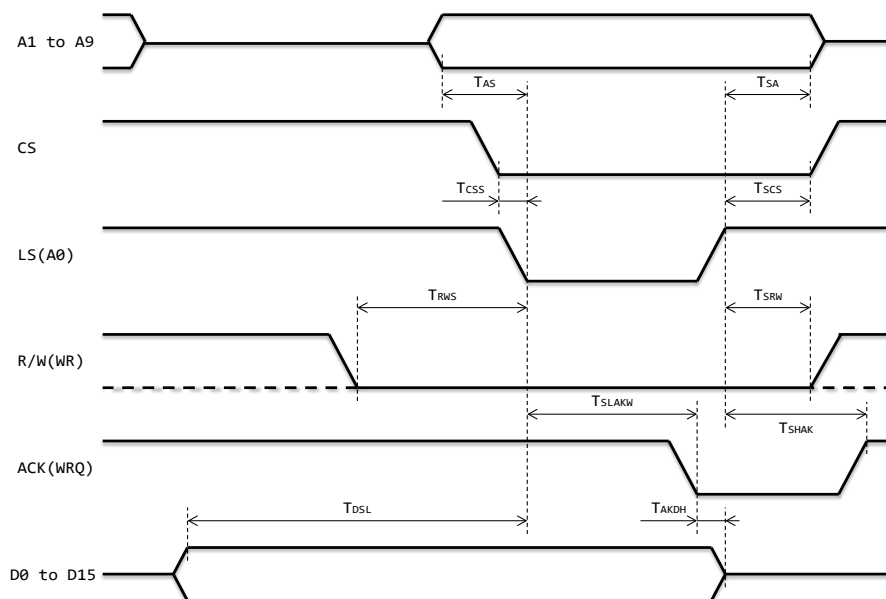 A1 to A9
TAS
TSA
CS
TCSS
TSCS
LS(A0)
TRWS
TSRW
R/W(WR)
TSLAKW
TSHAK
ACK(WRQ)
TDSL
TAKDH
D0 to D15